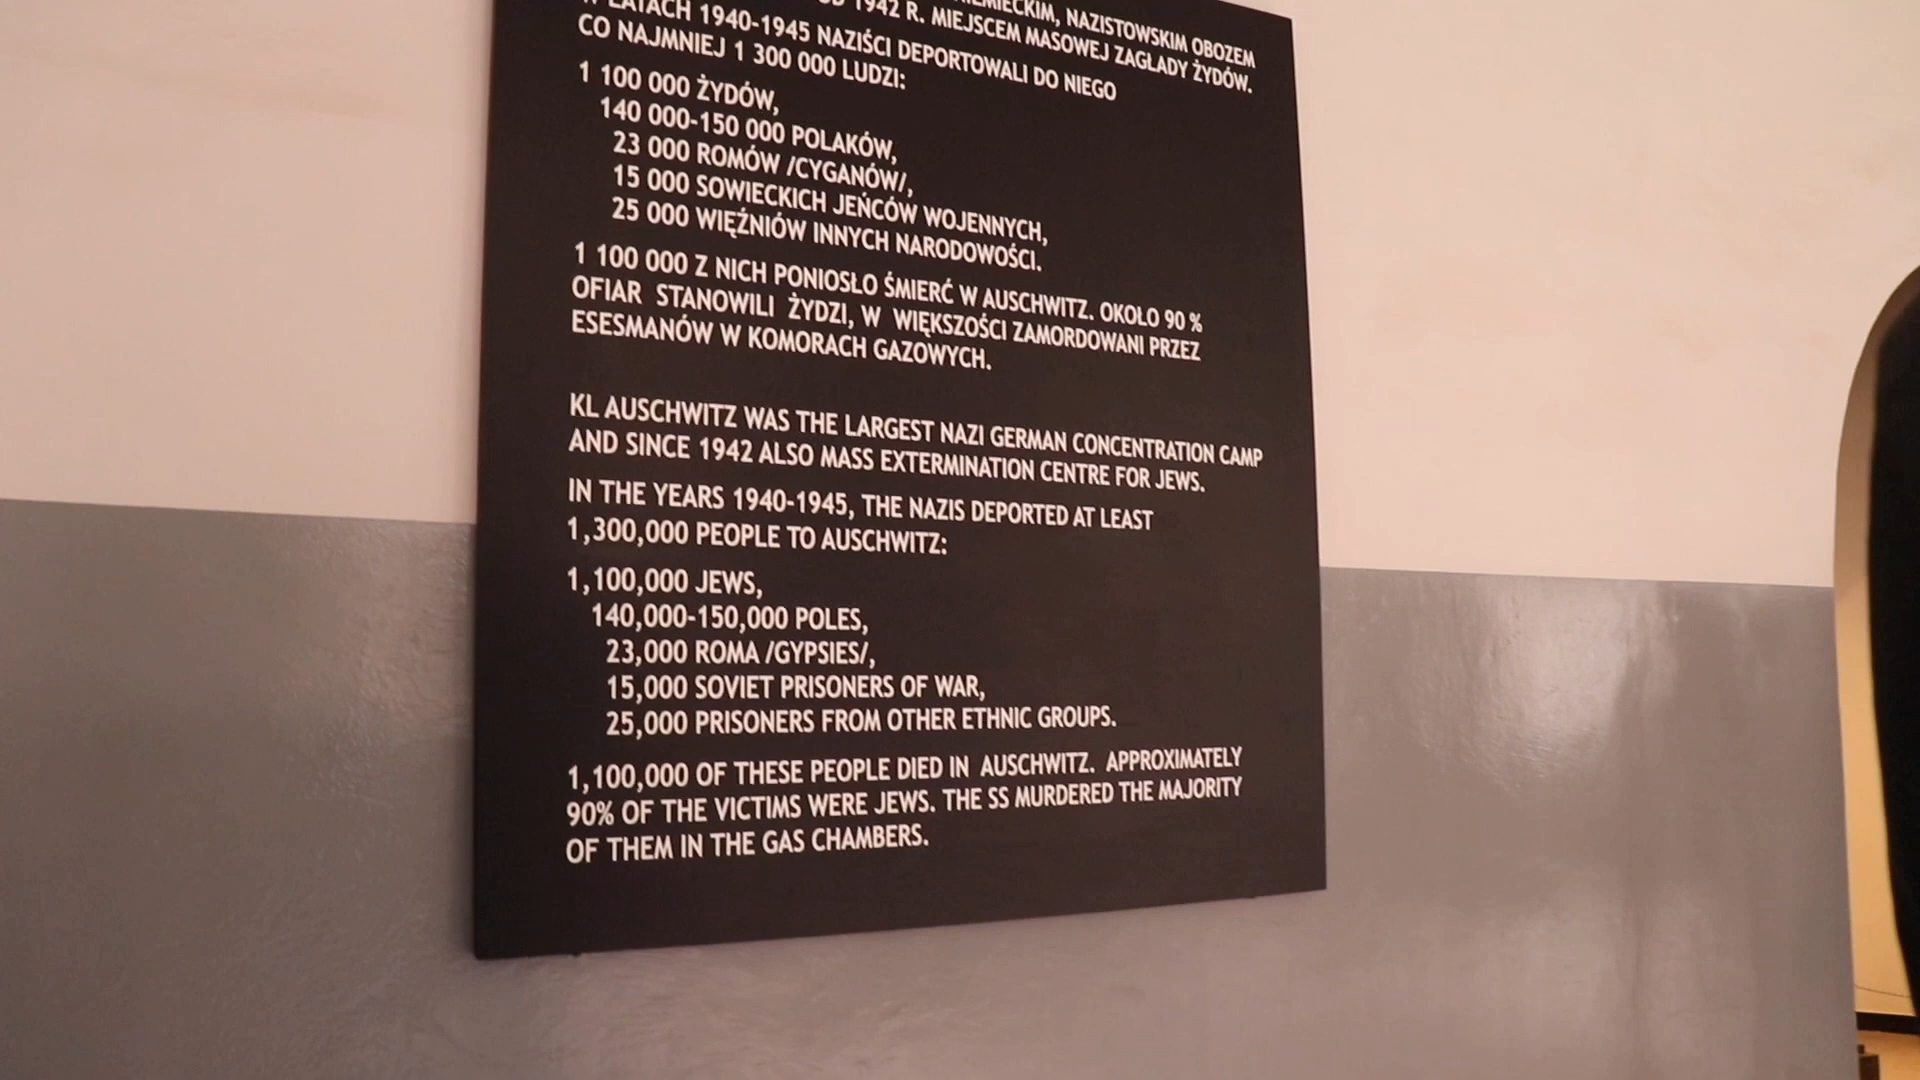 NIEMIECKIM, NAZISTOWSKIM OBOZEM
OD 1942 R. MIEJSCEM MASOWEJ ZAGŁADY ŻYDÓW.
W LATACH 1940-1945 NAZIŚCI DEPORTOWALI DO NIEGO
CO NAJMNIEJ 1 300 000 LUDZI:
1 100 000 ŻYDÓW,
140 000-150 000 POLAKÓW,
23 000 ROMÓW /CYGANÓW/,
15 000 SOWIECKICH JEŃCÓW WOJENNYCH,
25 000 WIĘŹNIÓW INNYCH NARODOWOŚCI.
1 100 000 Z NICH PONIOSŁO ŚMIERĆ W AUSCHWITZ. OKOŁO 90 %
OFIAR STANOWILI ŻYDZI, W WIĘKSZOŚCI ZAMORDOWANI PRZEZ
ESESMANÓW W KOMORACH GAZOWYCH.
KL AUSCHWITZ WAS THE LARGEST NAZI GERMAN CONCENTRATION CAMP
AND SINCE 1942 ALSO MASS EXTERMINATION CENTRE FOR JEWS.
IN THE YEARS 1940-1945, THE NAZIS DEPORTED AT LEAST
1,300,000 PEOPLE TO AUSCHWITZ:
1,100,000 JEWS,
140,000-150,000 POLES,
23,000 ROMA /GYPSIES/,
15,000 SOVIET PRISONERS OF WAR,
25,000 PRISONERS FROM OTHER ETHNIC GROUPS.
1,100,000 OF THESE PEOPLE DIED IN AUSCHWITZ. APPROXIMATELY
90% OF THE VICTIMS WERE JEWS. THE SS MURDERED THE MAJORITY
OF THEM IN THE GAS CHAMBERS.